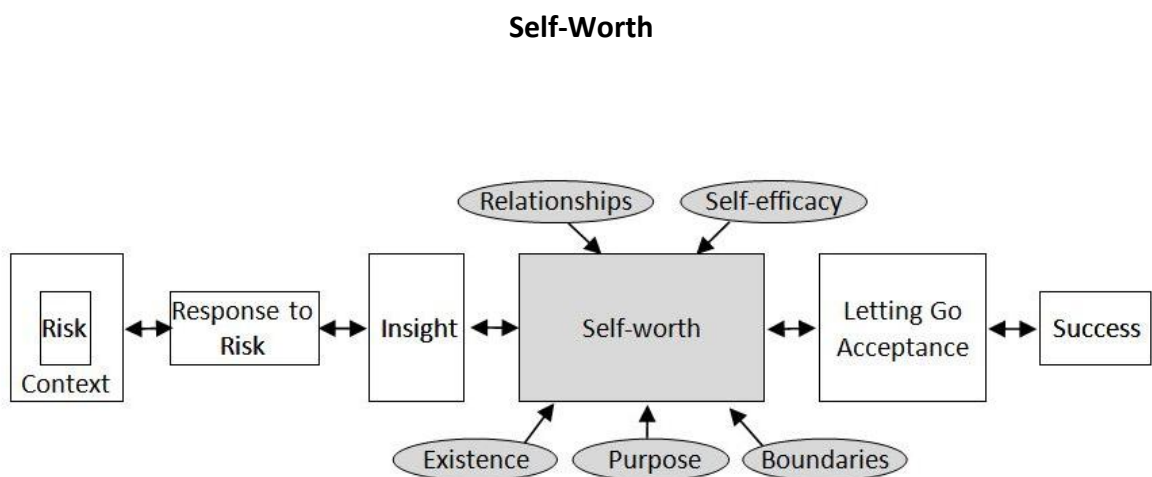 Self-Worth
Relationships
Self-efficacy
Risk
Context
Response to
Risk
Insight
Self-worth
Letting Go
Acceptance
Success
Existence
Purpose
Boundaries